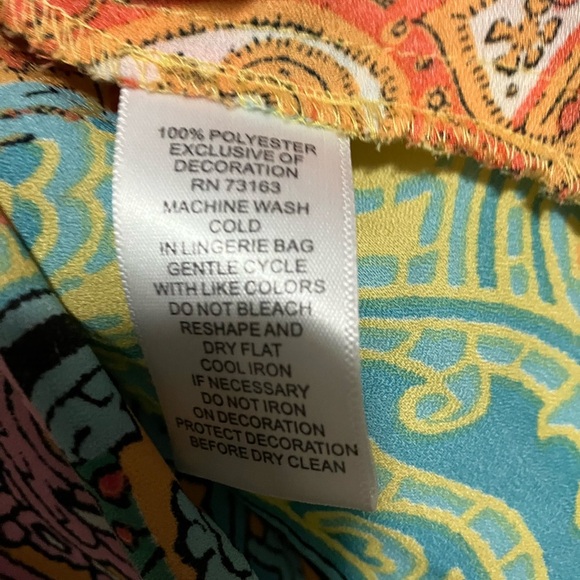 100% POLYESTER
EXCLUSIVE OF
DECORATION
RN 73163
MACHINE WASH
COLD
IN LINGERIE BAG
GENTLE CYCLE
WITH LIKE COLORS
DO NOT BLEACH
RESHAPE AND
DRY FLAT
COOL IRON
IF NECESSARY
DO NOT IRON
ON DECORATION
PROTECT DECORATION
BEFORE DRY CLEAN